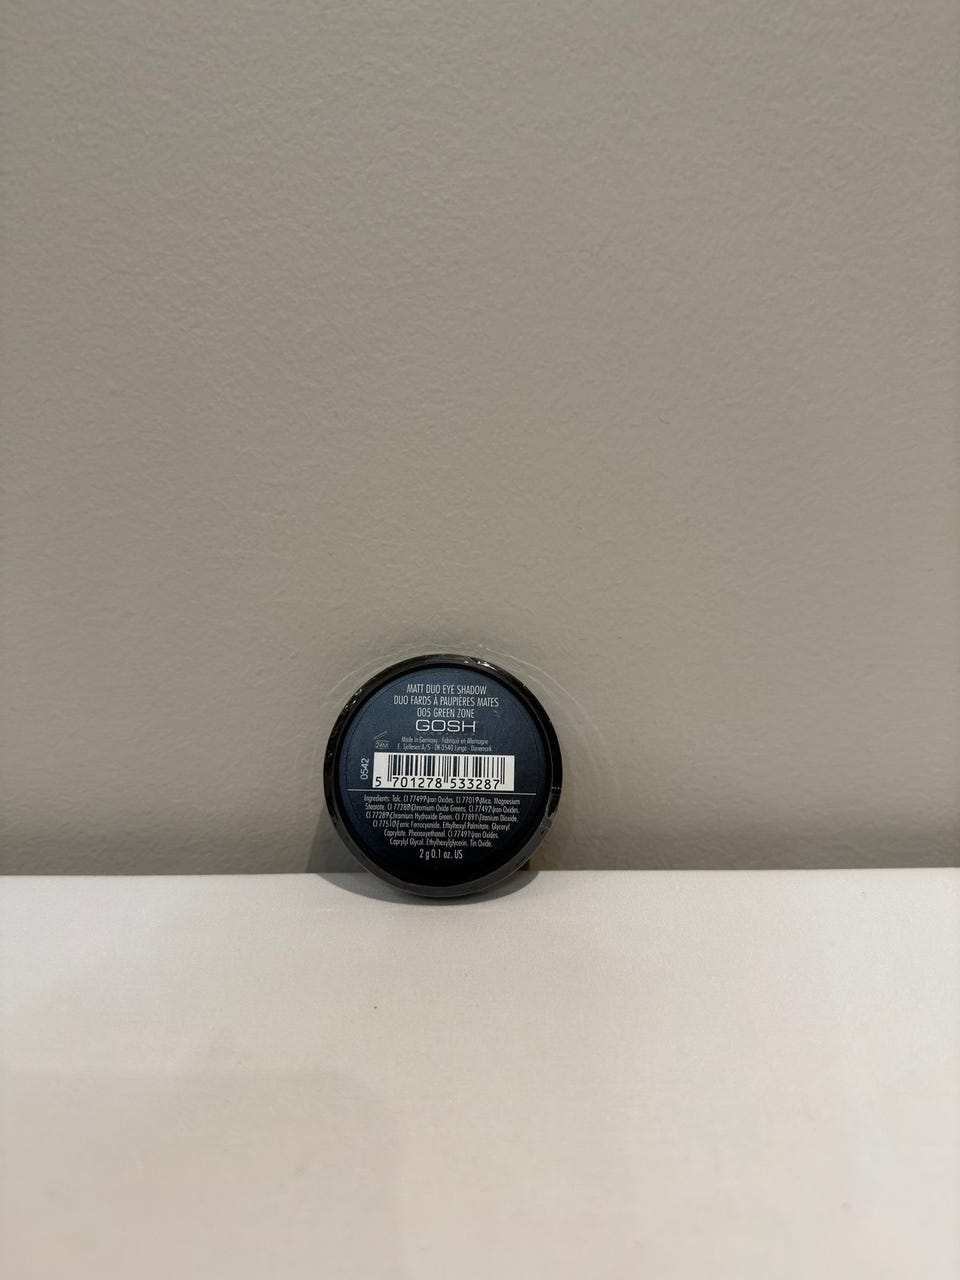 MATT DUO EYE SHADOW
DUO FARDS À PAUPIÈRES MATES
005 GREEN ZONE
GOSH
Made in Germany - Fabriqué en Allemagne
E. Tjellesen A/S · DK-3540 Lynge · Danemark
24M
0542
5 701278 533287
Ingredients: Talc, CI 77499\Iron Oxides, CI 77019\Mica, Magnesium
Stearate, CI 77288\Chromium Oxide Greens, CI 77492\Iron Oxides,
CI 77289\Chromium Hydroxide Green, CI 77891\Titanium Dioxide,
CI 77510\Ferric Ferrocyanide, Ethylhexyl Palmitate, Glyceryl
Caprylate, Phenoxyethanol, CI 77491\Iron Oxides,
Caprylyl Glycol, Ethylhexylglycerin, Tin Oxide.
2 g 0.1 oz. US